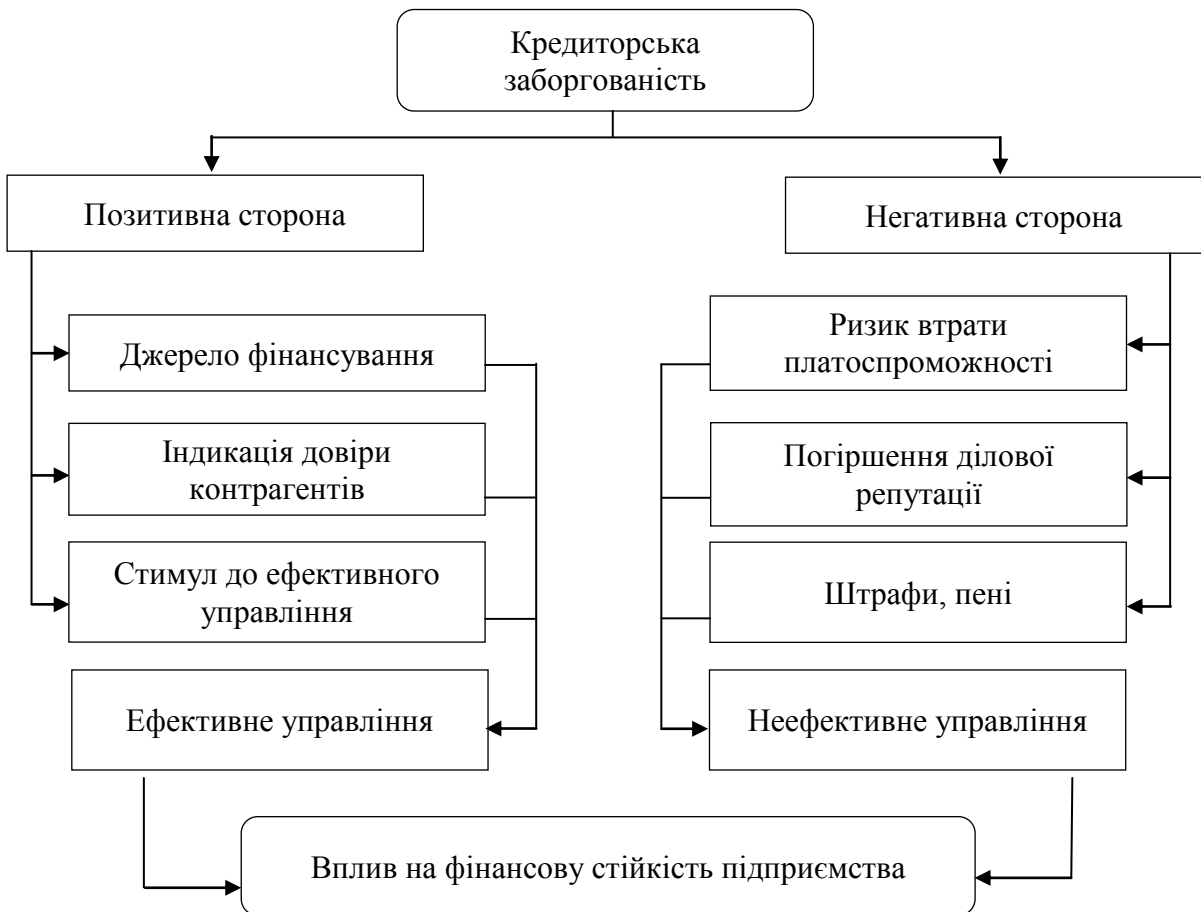 Кредиторська
заборгованість
Позитивна сторона
Негативна сторона
Джерело фінансування
Індикація довіри
контрагентів
Стимул до ефективного
управління
Ефективне управління
Ризик втрати
платоспроможності
Погіршення ділової
репутації
Штрафи, пені
Неефективне управління
Вплив на фінансову стійкість підприємства